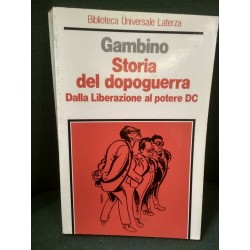 Biblioteca Universale Laterza
Gambino
Storia
del dopoguerra
Dalla Liberazione al potere DC